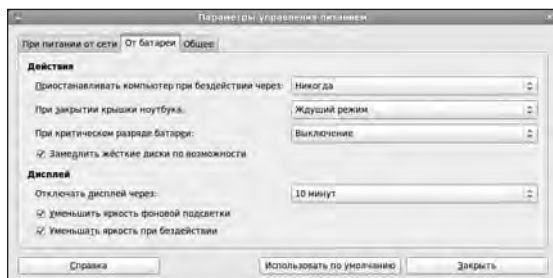 Параметры управления питанием
При питании от сети От батареи Общее
Действия
Приостанавливать компьютер при бездействии через: Никогда
При закрытии крышки ноутбука: Ждущий режим
При критическом разряде батареи: Выключение
Замедлить жёсткие диски по возможности
Дисплей
Отключать дисплей через: 10 минут
Уменьшить яркость фоновой подсветки
Уменьшать яркость при бездействии
Справка Использовать по умолчанию Закрыть